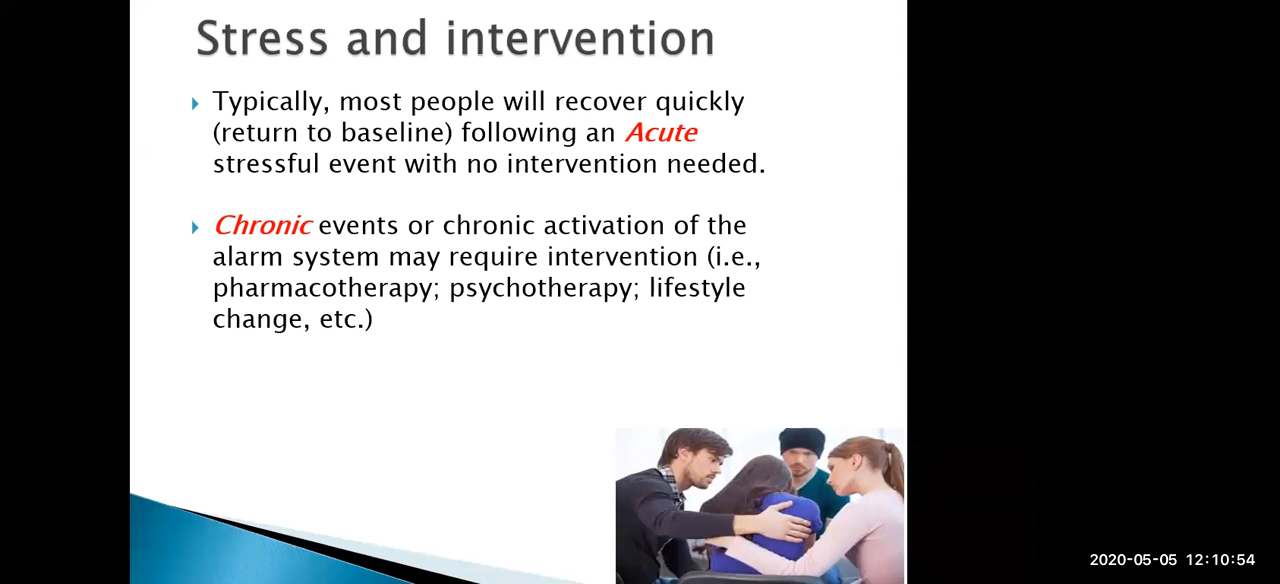 Stress and intervention
Typically, most people will recover quickly
(return to baseline) following an Acute
stressful event with no intervention needed.
Chronic events or chronic activation of the
alarm system may require intervention (i.e.,
pharmacotherapy; psychotherapy; lifestyle
change, etc.)
2020-05-05 12:10:54